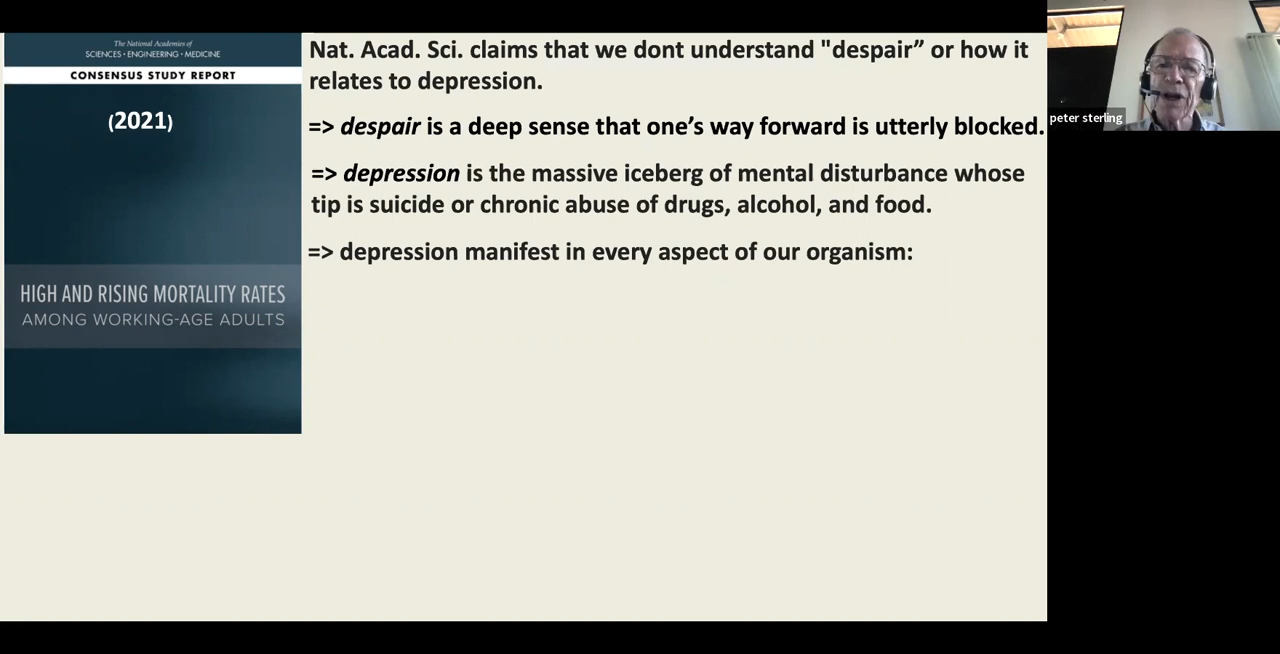 The National Academies of
SCIENCES • ENGINEERING • MEDICINE
CONSENSUS STUDY REPORT
(2021)
HIGH AND RISING MORTALITY RATES
AMONG WORKING-AGE ADULTS
Nat. Acad. Sci. claims that we dont understand "despair” or how it
relates to depression.
=> despair is a deep sense that one’s way forward is utterly blocked.
=> depression is the massive iceberg of mental disturbance whose
tip is suicide or chronic abuse of drugs, alcohol, and food.
=> depression manifest in every aspect of our organism:
peter sterling